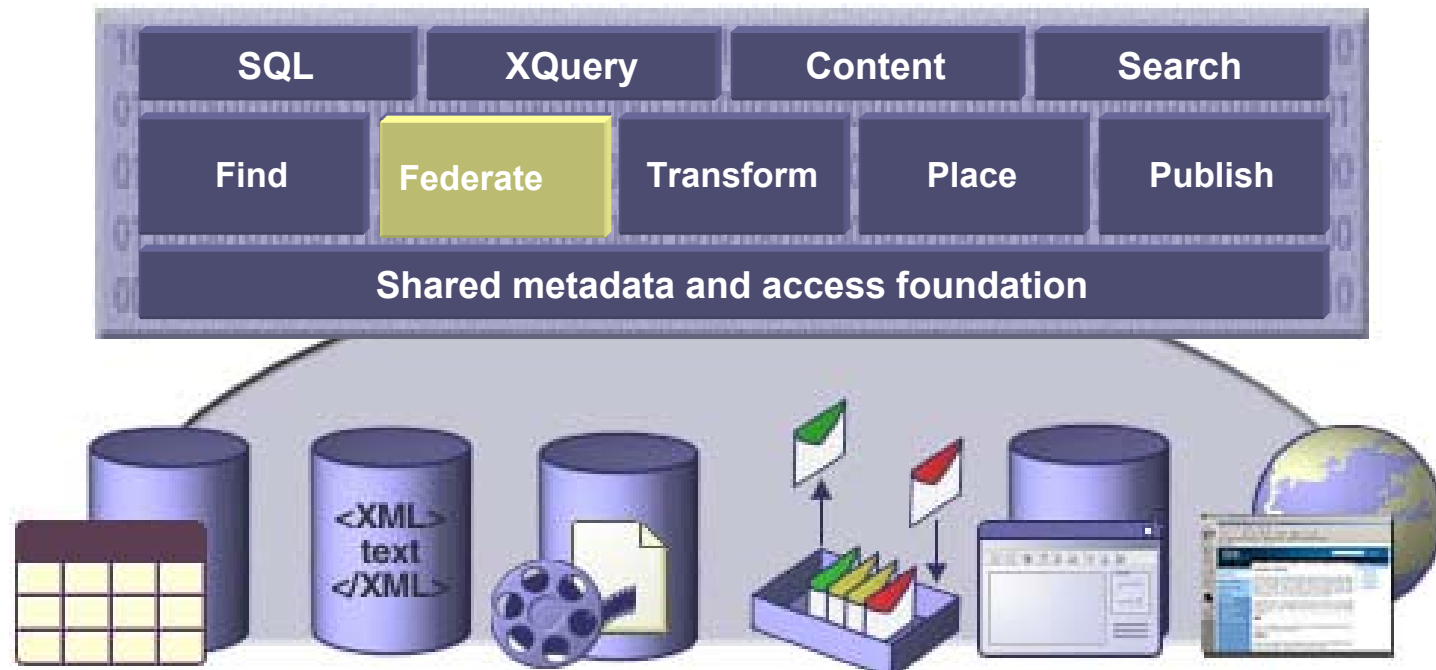 SQL XQuery Content Search
Find Federate Transform Place Publish
Shared metadata and access foundation
<XML>
text
</XML>